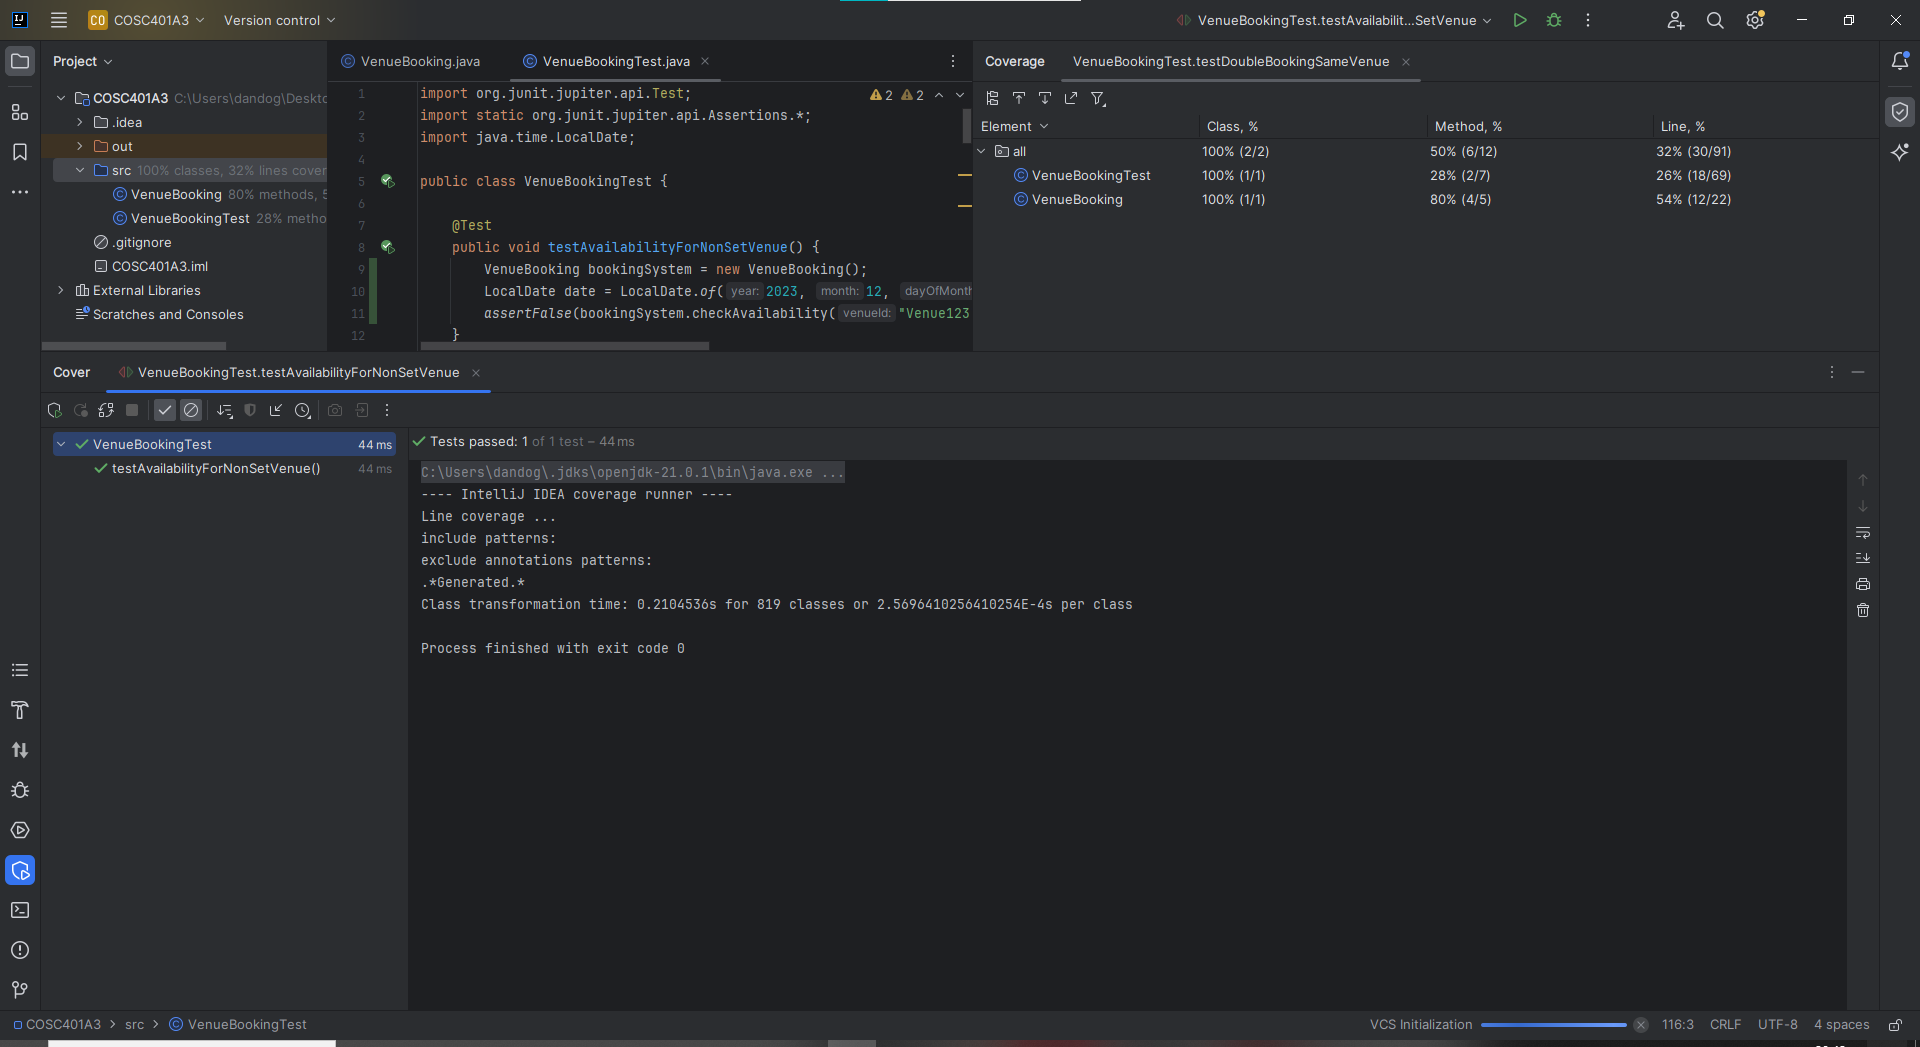 CO COSC401A3 Version control VenueBookingTest.testAvailabilit...SetVenue
Project
COSC401A3 C:\Users\dandog\Deskto
.idea
out
src 100% classes, 32% lines cover
VenueBooking 80% methods, 5
VenueBookingTest 28% metho
.gitignore
COSC401A3.iml
External Libraries
Scratches and Consoles
VenueBooking.java VenueBookingTest.java
2 2
1 import org.junit.jupiter.api.Test;
2 import static org.junit.jupiter.api.Assertions.*;
3 import java.time.LocalDate;
4
5 public class VenueBookingTest {
6
7 @Test
8 public void testAvailabilityForNonSetVenue() {
9 VenueBooking bookingSystem = new VenueBooking();
10 LocalDate date = LocalDate.of( year: 2023, month: 12, dayOfMonth
11 assertFalse(bookingSystem.checkAvailability( venueId: "Venue123
12 }
Coverage VenueBookingTest.testDoubleBookingSameVenue
Element Class, % Method, % Line, %
all 100% (2/2) 50% (6/12) 32% (30/91)
VenueBookingTest 100% (1/1) 28% (2/7) 26% (18/69)
VenueBooking 100% (1/1) 80% (4/5) 54% (12/22)
Cover VenueBookingTest.testAvailabilityForNonSetVenue
VenueBookingTest 44 ms
testAvailabilityForNonSetVenue() 44 ms
Tests passed: 1 of 1 test – 44 ms
C:\Users\dandog\.jdks\openjdk-21.0.1\bin\java.exe ...
---- IntelliJ IDEA coverage runner ----
Line coverage ...
include patterns:
exclude annotations patterns:
.*Generated.*
Class transformation time: 0.2104536s for 819 classes or 2.5696410256410254E-4s per class
Process finished with exit code 0
COSC401A3 > src > VenueBookingTest VCS Initialization 116:3 CRLF UTF-8 4 spaces